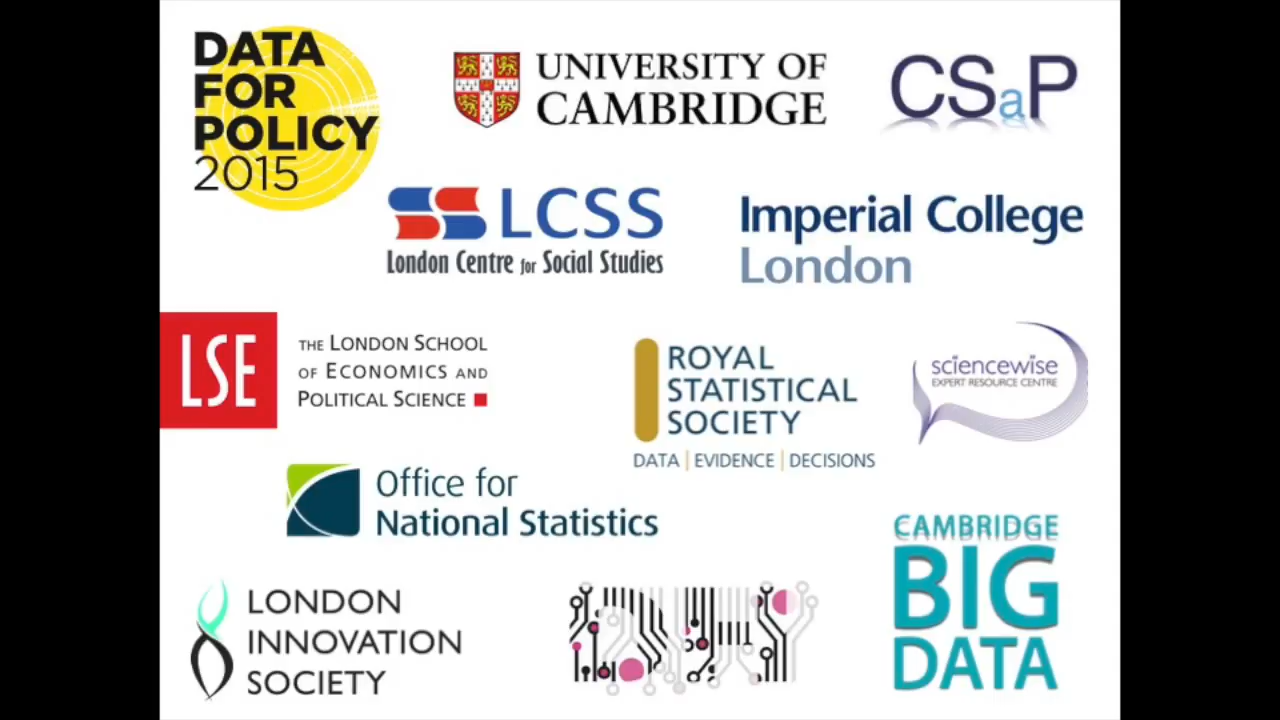 DATA
FOR
POLICY
2015
UNIVERSITY OF
CAMBRIDGE
CSaP
LCSS
London Centre for Social Studies
Imperial College
London
LSE
THE LONDON SCHOOL
OF ECONOMICS AND
POLITICAL SCIENCE
ROYAL
STATISTICAL
SOCIETY
DATA | EVIDENCE | DECISIONS
sciencewise
EXPERT RESOURCE CENTRE
Office for
National Statistics
CAMBRIDGE
BIG
DATA
LONDON
INNOVATION
SOCIETY